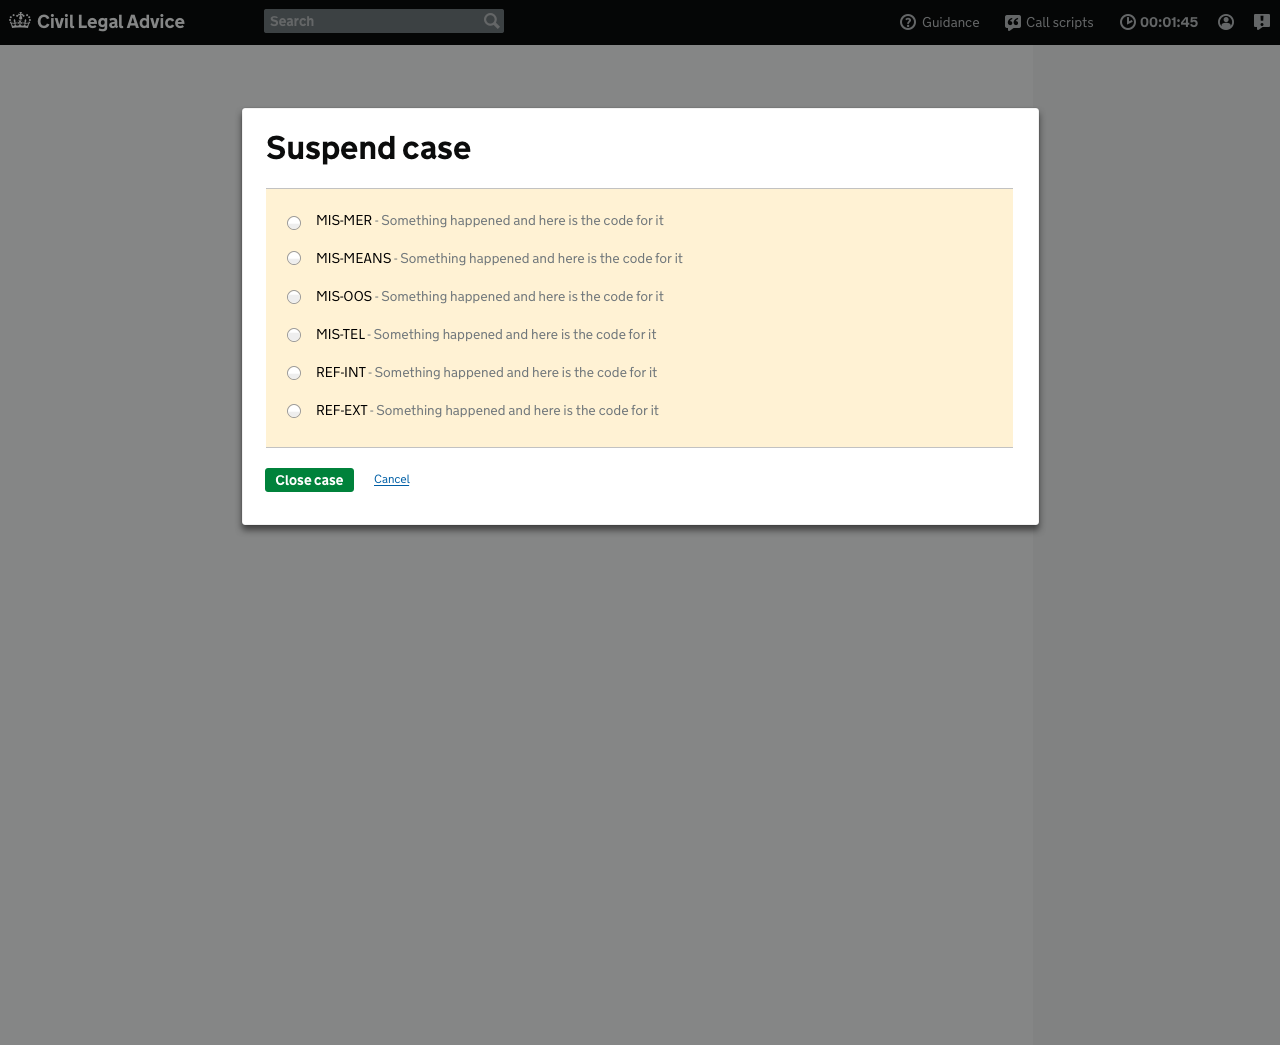 Civil Legal Advice
Search
Guidance
Call scripts
00:01:45
Suspend case
MIS-MER - Something happened and here is the code for it
MIS-MEANS - Something happened and here is the code for it
MIS-OOS - Something happened and here is the code for it
MIS-TEL - Something happened and here is the code for it
REF-INT - Something happened and here is the code for it
REF-EXT - Something happened and here is the code for it
Close case
Cancel